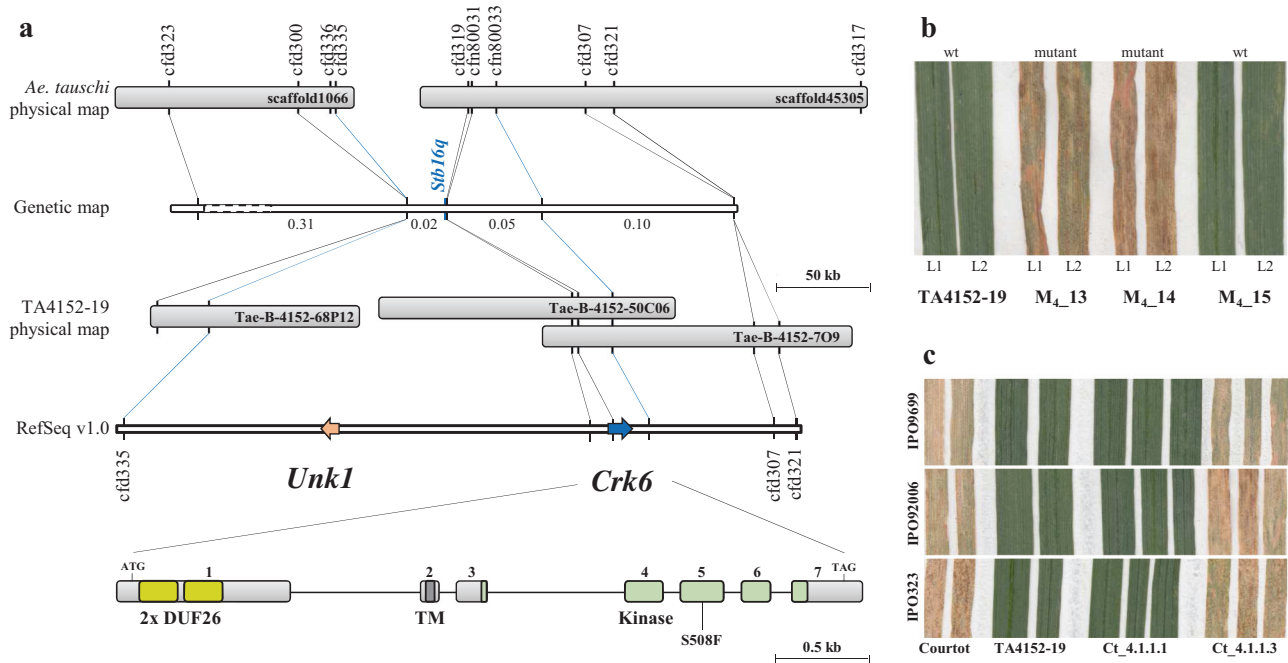 a
cfd323
cfd300
cfd336
cfd335
cfd319
cfn80031
cfn80033
cfd307
cfd321
cfd317
Ae. tauschi
physical map
scaffold1066
scaffold45305
Stb16q
Genetic map
0.31
0.02
0.05
0.10
50 kb
TA4152-19
physical map
Tae-B-4152-68P12
Tae-B-4152-50C06
Tae-B-4152-7O9
RefSeq v1.0
cfd335
Unk1
Crk6
cfd307
cfd321
ATG
1
2
3
4
5
6
7
TAG
2x DUF26
TM
Kinase
S508F
0.5 kb
b
wt
mutant
mutant
wt
L1
L2
L1
L2
L1
L2
L1
L2
TA4152-19
M4_13
M4_14
M4_15
c
IPO9699
IPO92006
IPO323
Courtot
TA4152-19
Ct_4.1.1.1
Ct_4.1.1.3